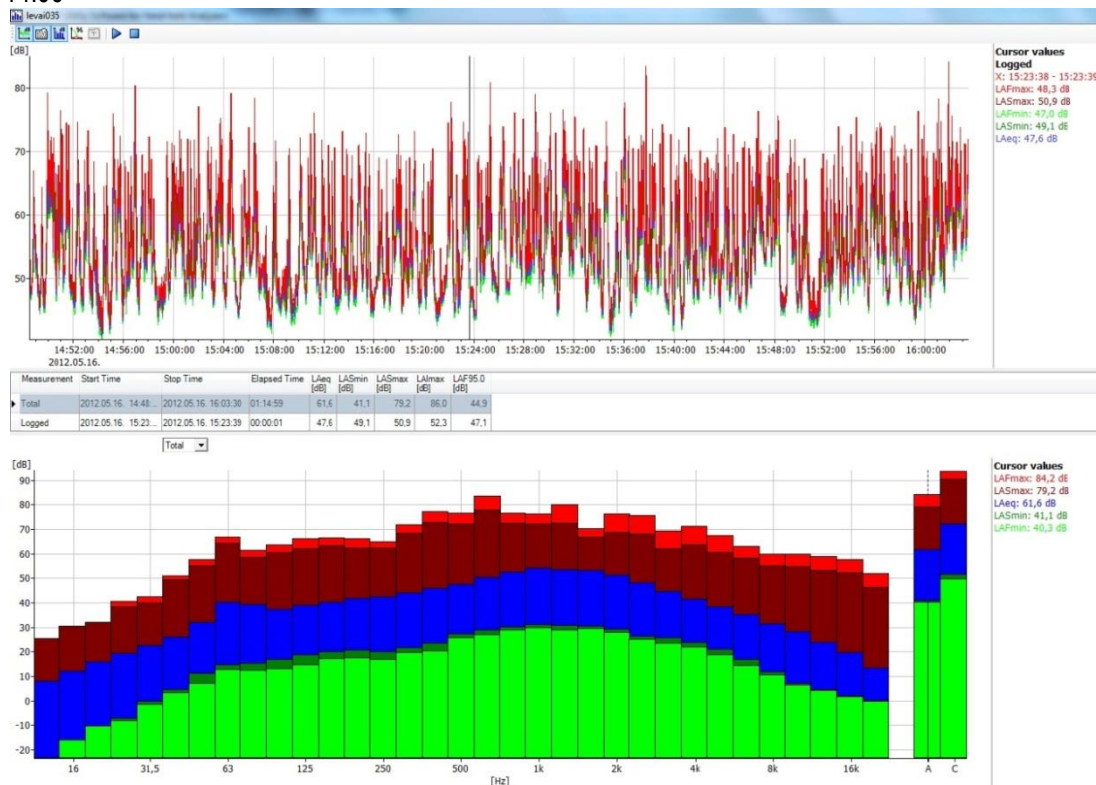 levai035
[dB]
80
70
60
50
14:52:00 14:56:00 15:00:00 15:04:00 15:08:00 15:12:00 15:16:00 15:20:00 15:24:00 15:28:00 15:32:00 15:36:00 15:40:00 15:44:00 15:48:00 15:52:00 15:56:00 16:00:00
2012.05.16.
Cursor values
Logged
X: 15:23:38 - 15:23:39
LAFmax: 48,3 dB
LASmax: 50,9 dB
LAFmin: 47,0 dB
LASmin: 49,1 dB
LAeq: 47,6 dB
Measurement Start Time Stop Time Elapsed Time LAeq [dB] LASmin [dB] LASmax [dB] LAImax [dB] LAF95.0 [dB]
Total 2012.05.16. 14:48:... 2012.05.16. 16:03:30 01:14:59 61,6 41,1 79,2 86,0 44,9
Logged 2012.05.16. 15:23... 2012.05.16. 15:23:39 00:00:01 47,6 49,1 50,9 52,3 47,1
Total
[dB]
90
80
70
60
50
40
30
20
10
0
-10
-20
16 31,5 63 125 250 500 1k 2k 4k 8k 16k A C
[Hz]
Cursor values
LAFmax: 84,2 dB
LASmax: 79,2 dB
LAeq: 61,6 dB
LASmin: 41,1 dB
LAFmin: 40,3 dB